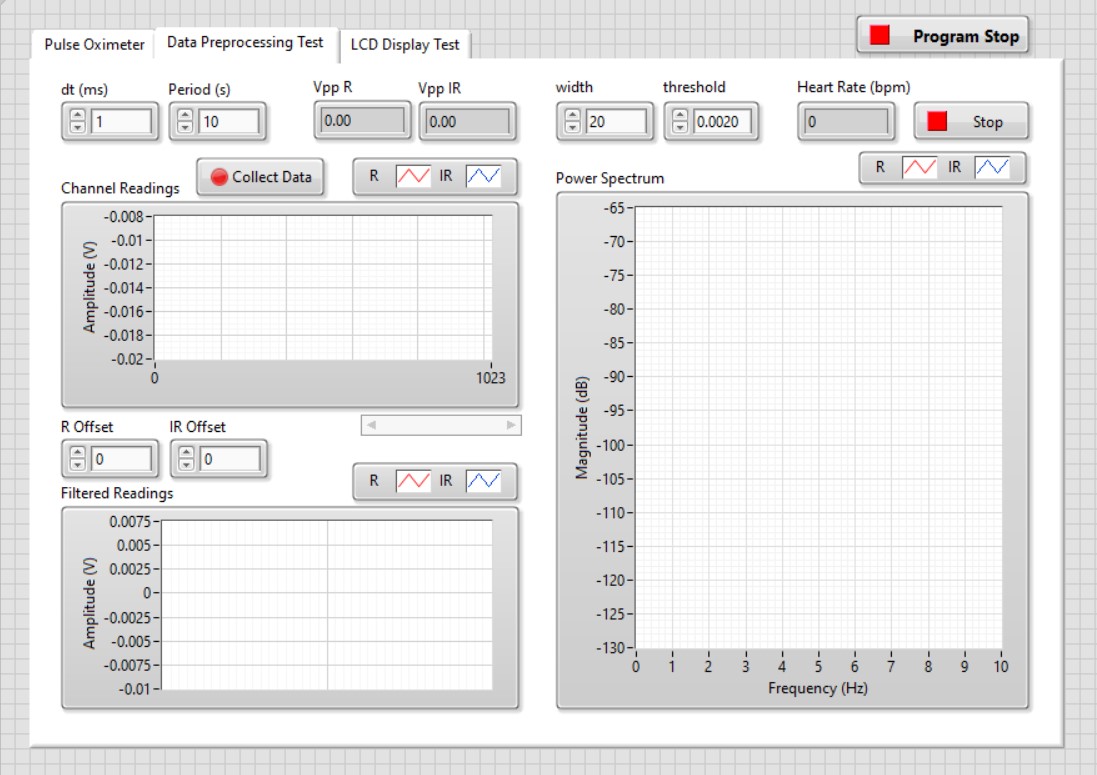 Pulse Oximeter
Data Preprocessing Test
LCD Display Test
Program Stop
dt (ms)
Period (s)
Vpp R
Vpp IR
width
threshold
Heart Rate (bpm)
1
10
0.00
0.00
20
0.0020
0
Stop
Collect Data
R
IR
Channel Readings
Amplitude (V)
-0.008
-0.01
-0.012
-0.014
-0.016
-0.018
-0.02
0
1023
R Offset
IR Offset
0
0
R
IR
Filtered Readings
Amplitude (V)
0.0075
0.005
0.0025
0
-0.0025
-0.005
-0.0075
-0.01
R
IR
Power Spectrum
Magnitude (dB)
-65
-70
-75
-80
-85
-90
-95
-100
-105
-110
-115
-120
-125
-130
0 1 2 3 4 5 6 7 8 9 10
Frequency (Hz)